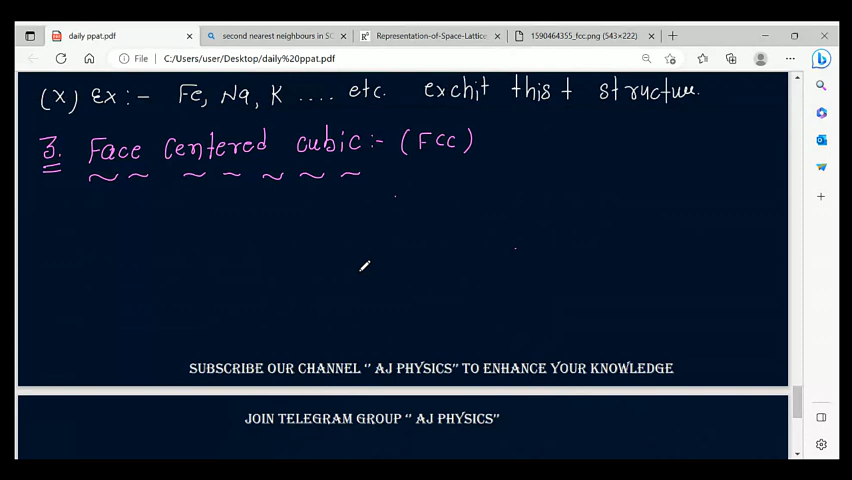 daily ppat.pdf
second nearest neighbours in SC
Representation-of-Space-Lattice
1590464355_fcc.png (543×222)
File
C:/Users/user/Desktop/daily%20ppat.pdf
(x) Ex:- Fe, Na, K .... etc. exchit this t structure.
3. Face centered cubic:- (FCC)
SUBSCRIBE OUR CHANNEL “ AJ PHYSICS” TO ENHANCE YOUR KNOWLEDGE
JOIN TELEGRAM GROUP “ AJ PHYSICS”